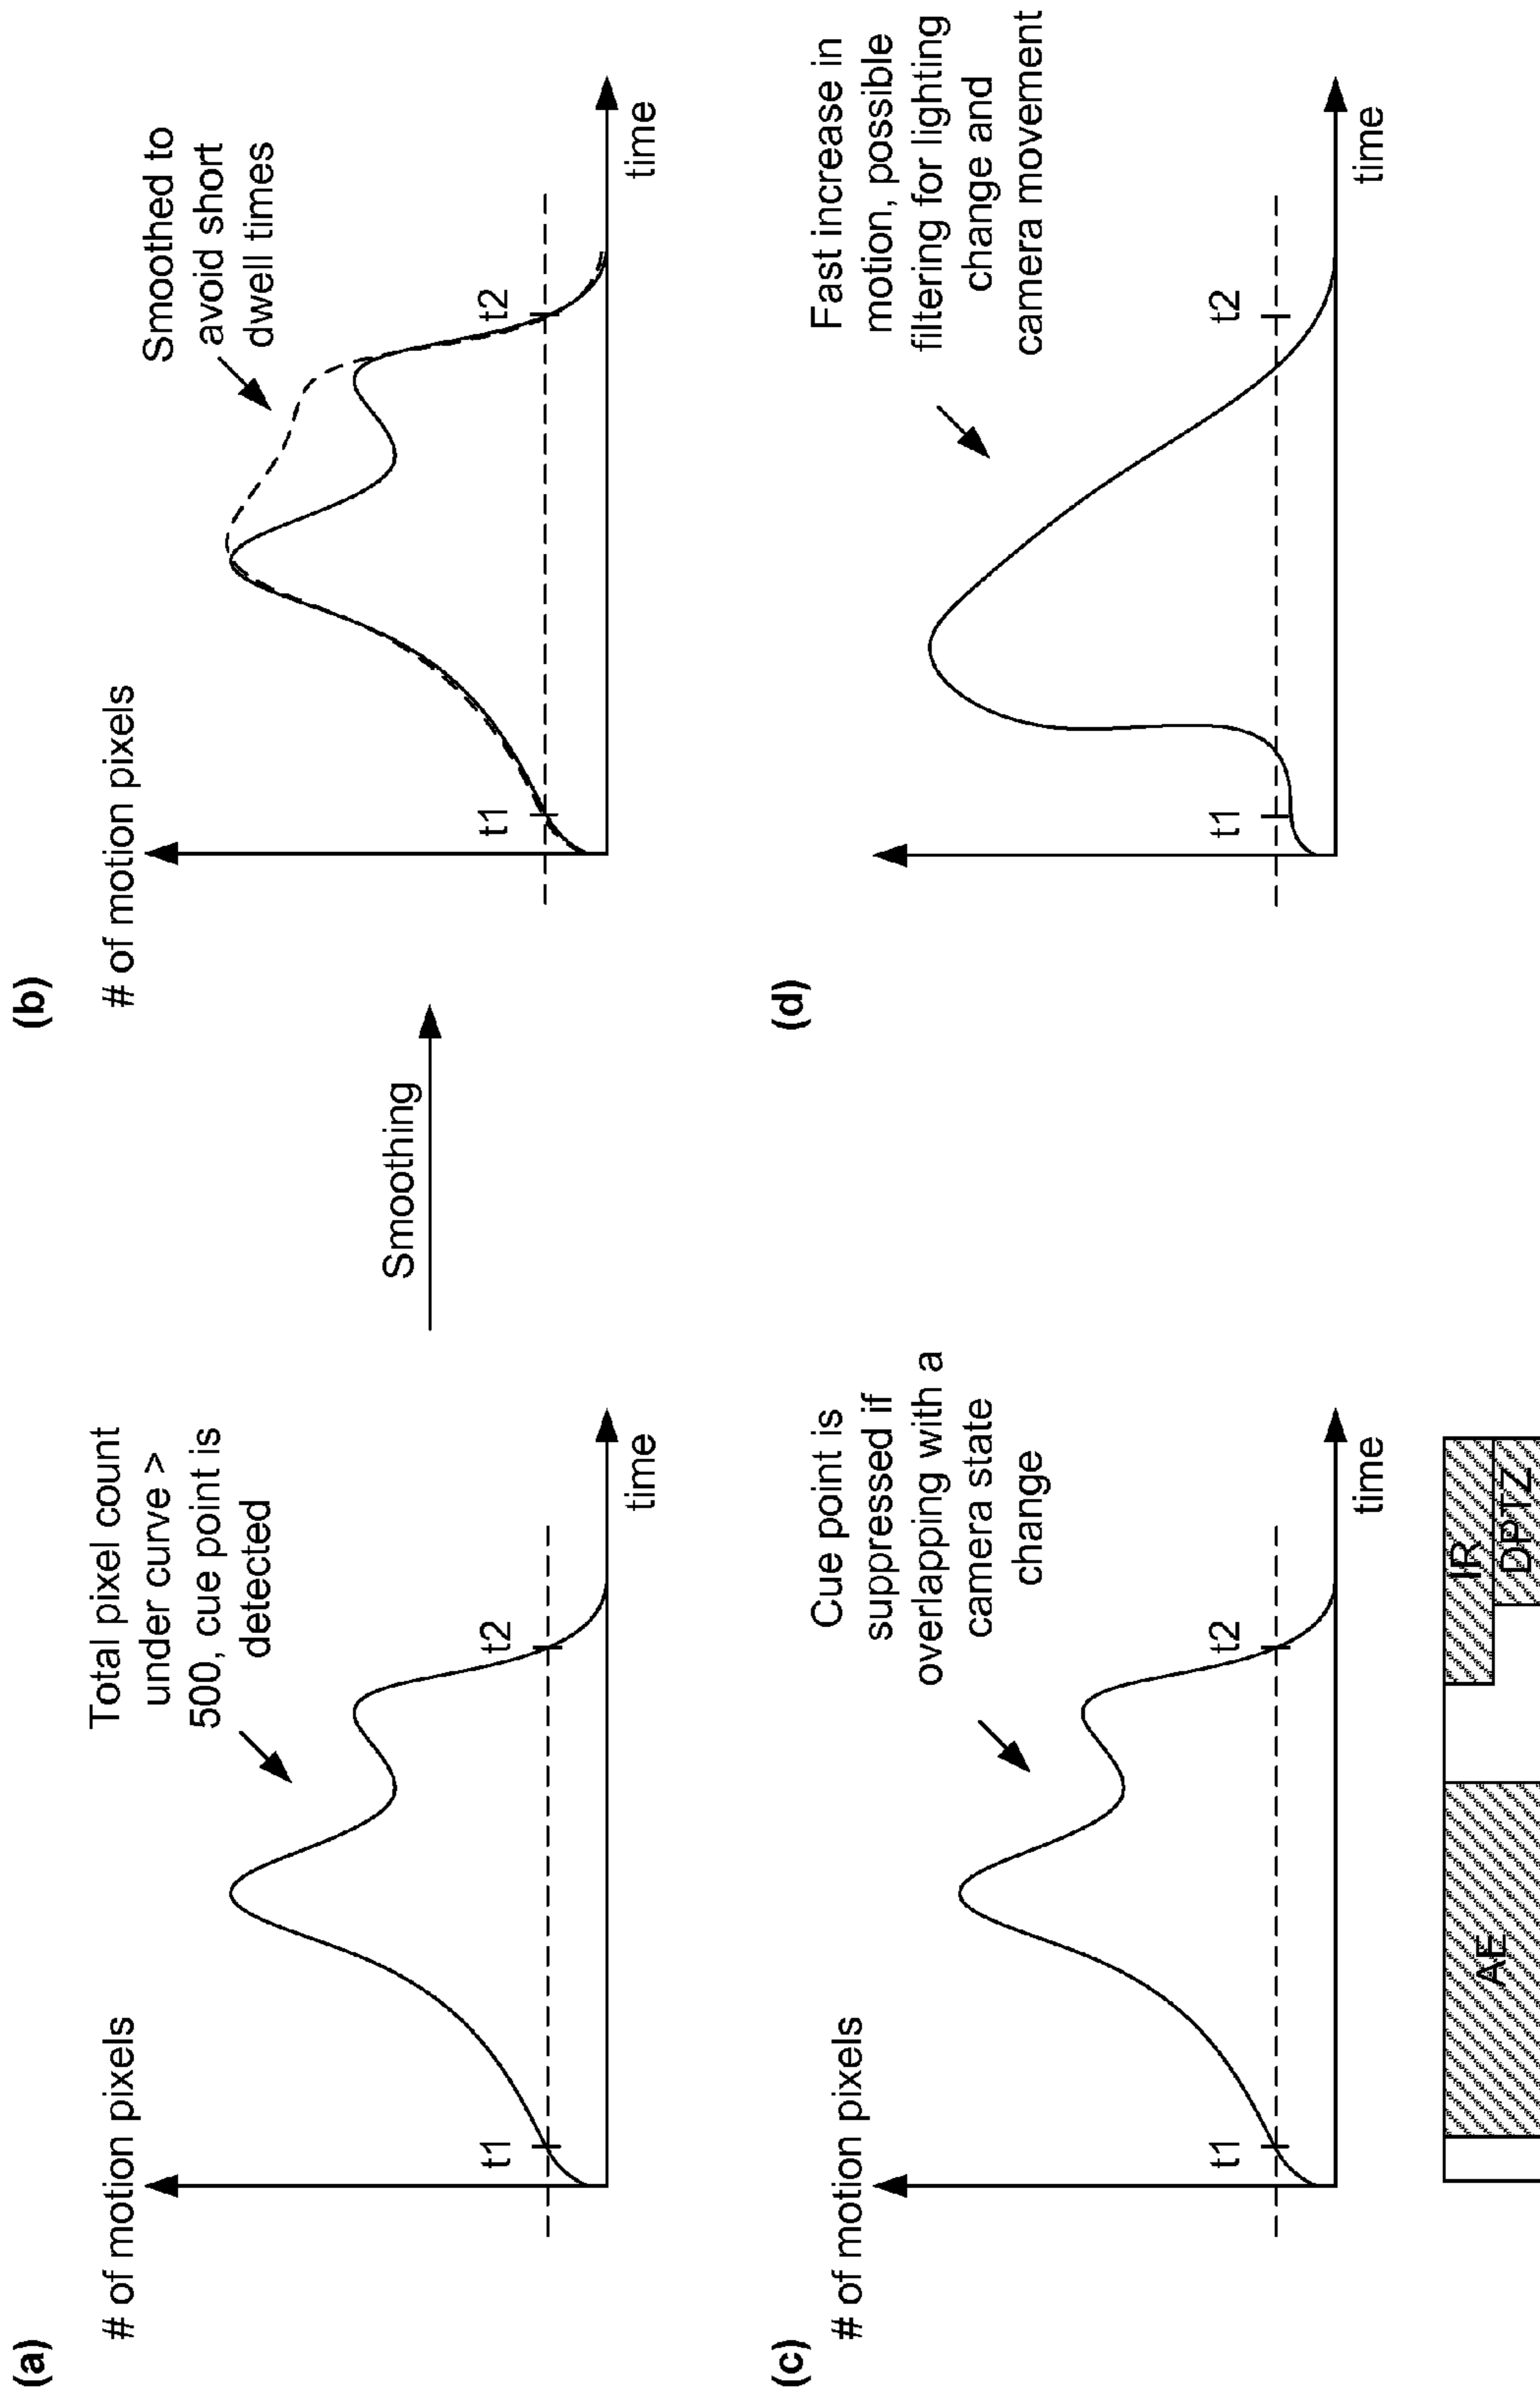 (a)
# of motion pixels
Total pixel count
under curve >
500, cue point is
detected
t1
t2
time
Smoothing
(b)
# of motion pixels
Smoothed to
avoid short
dwell times
t1
t2
time
(c)
# of motion pixels
Cue point is
suppressed if
overlapping with a
camera state
change
t1
t2
time
AE
IR
DPTZ
(d)
Fast increase in
motion, possible
filtering for lighting
change and
camera movement
t1
t2
time